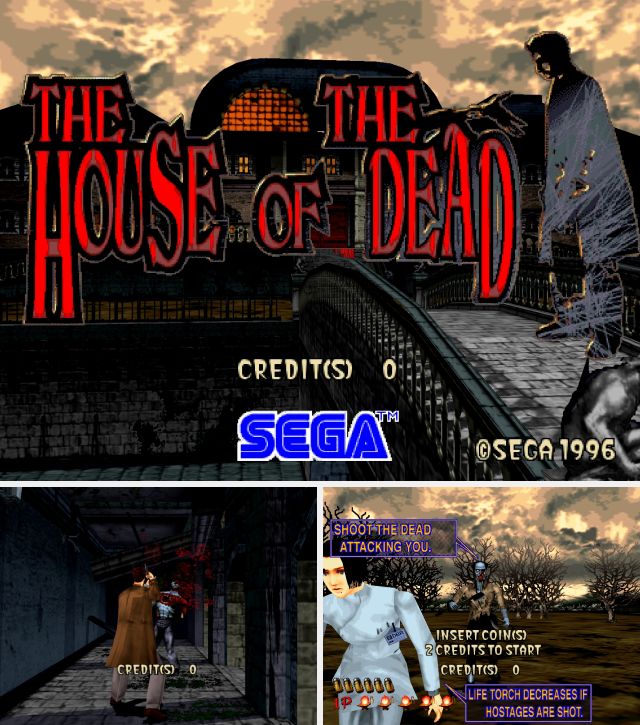 THE THE
HOUSE OF DEAD
CREDIT(S) 0
SEGA™
©SEGA 1996
CREDIT(S) 0
SHOOT THE DEAD
ATTACKING YOU.
INSERT COIN(S)
2 CREDITS TO START
CREDIT(S) 0
1P
LIFE TORCH DECREASES IF
HOSTAGES ARE SHOT.